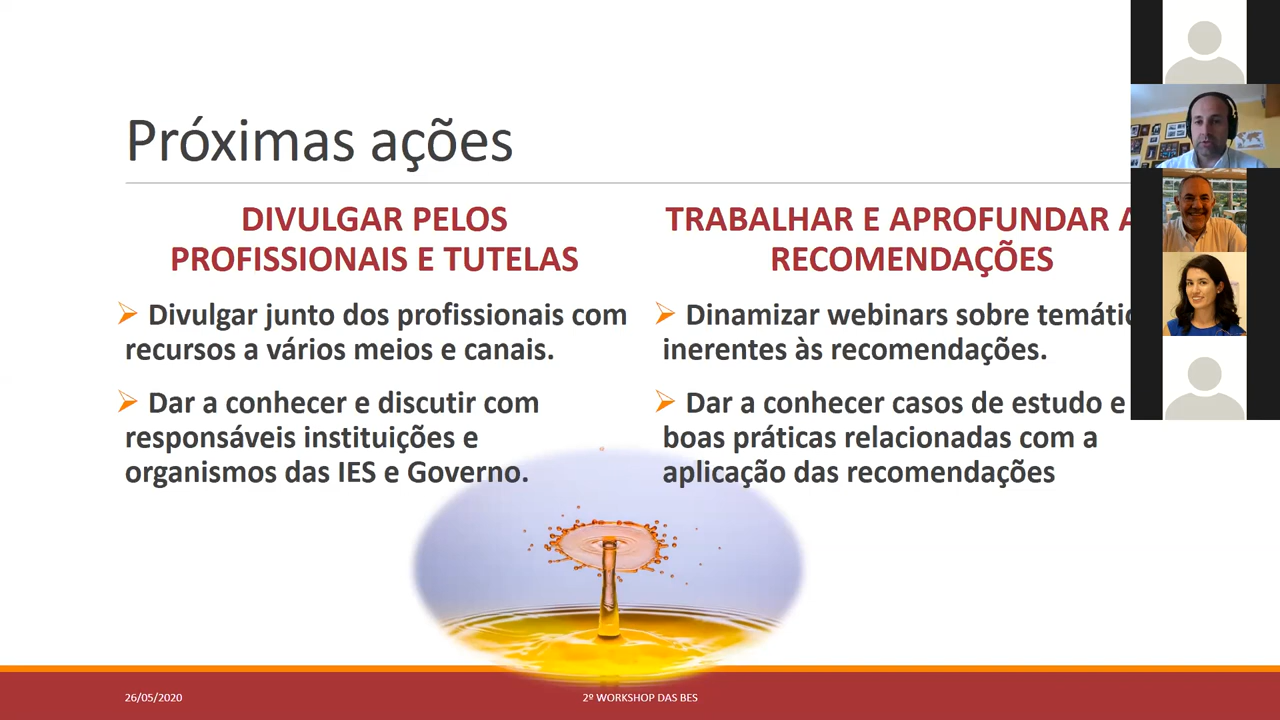 Próximas ações
DIVULGAR PELOS
PROFISSIONAIS E TUTELAS
Divulgar junto dos profissionais com
recursos a vários meios e canais.
Dar a conhecer e discutir com
responsáveis instituições e
organismos das IES e Governo.
TRABALHAR E APROFUNDAR
RECOMENDAÇÕES
Dinamizar webinars sobre
inerentes às recomendações.
Dar a conhecer casos de estudo e
boas práticas relacionadas com a
aplicação das recomendações
26/05/2020
2º WORKSHOP DAS BES